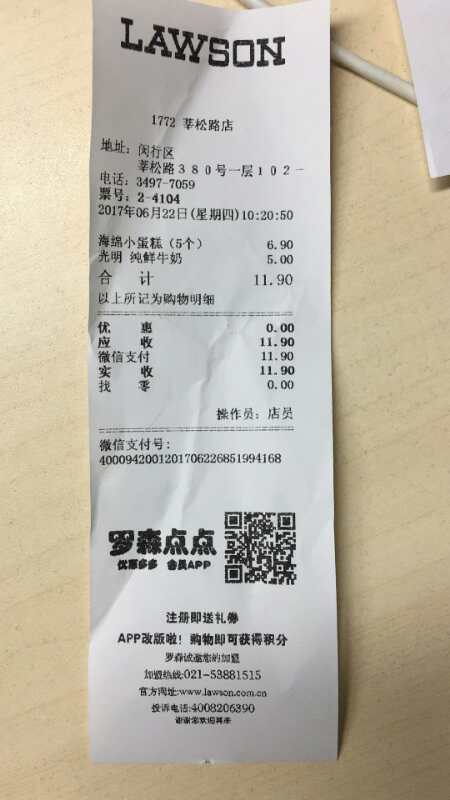 LAWSON
1772 莘松路店
地址: 闵行区
莘松路380号一层102-
电话: 3497-7059
票号: 2-4104
2017年06月22日(星期四)10:20:50
海绵小蛋糕(5个) 6.90
光明 纯鲜牛奶 5.00
合 计 11.90
以上所记为购物明细
优 惠 0.00
应 收 11.90
微信支付 11.90
实 收 11.90
找 零 0.00
操作员: 店员
微信支付号:
4000942001201706226851994168
罗森点点
优惠多多 会员APP
注册即送礼券
APP改版啦! 购物即可获得积分
罗森诚邀您的加盟
加盟热线:021-53881515
官方网址:www.lawson.com.cn
投诉电话:4008206390
谢谢您欢迎再来